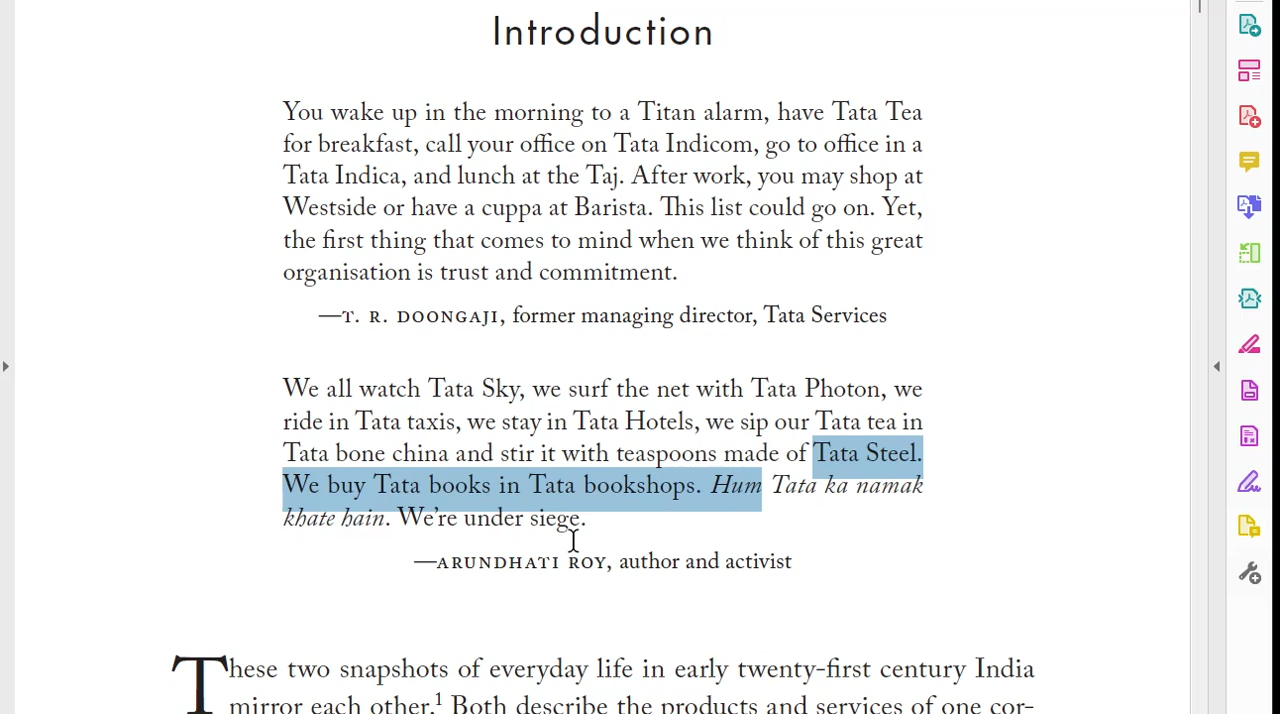 Introduction
You wake up in the morning to a Titan alarm, have Tata Tea
for breakfast, call your office on Tata Indicom, go to office in a
Tata Indica, and lunch at the Taj. After work, you may shop at
Westside or have a cuppa at Barista. This list could go on. Yet,
the first thing that comes to mind when we think of this great
organisation is trust and commitment.
—T. R. DOONGAJI, former managing director, Tata Services
We all watch Tata Sky, we surf the net with Tata Photon, we
ride in Tata taxis, we stay in Tata Hotels, we sip our Tata tea in
Tata bone china and stir it with teaspoons made of Tata Steel.
We buy Tata books in Tata bookshops. Hum Tata ka namak
khate hain. We’re under siege.
—ARUNDHATI ROY, author and activist
These two snapshots of everyday life in early twenty-first century India
mirror each other.1 Both describe the products and services of one cor-